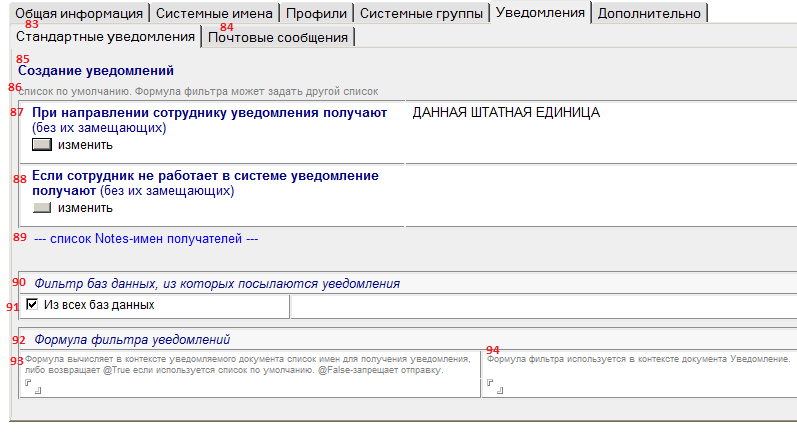 Общая информация Системные имена Профили Системные группы Уведомления Дополнительно
83 84
Стандартные уведомления Почтовые сообщения
85
Создание уведомлений
86
список по умолчанию. Формула фильтра может задать другой список
87 При направлении сотруднику уведомления получают ДАННАЯ ШТАТНАЯ ЕДИНИЦА
(без их замещающих)
изменить
88 Если сотрудник не работает в системе уведомление
получают (без их замещающих)
изменить
89 --- список Notes-имен получателей ---
90 Фильтр баз данных, из которых посылаются уведомления
91 Из всех баз данных
92 Формула фильтра уведомлений
94
93 Формула вычисляет в контексте уведомляемого документа список имен для получения уведомления, Формула фильтра используется в контексте документа Уведомление.
либо возвращает @True если используется список по умолчанию. @False-запрещает отправку.